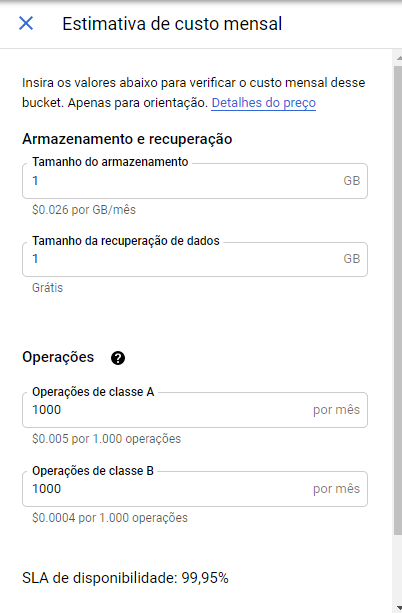 Estimativa de custo mensal
Insira os valores abaixo para verificar o custo mensal desse
bucket. Apenas para orientação. Detalhes do preço
Armazenamento e recuperação
Tamanho do armazenamento
1 GB
$0.026 por GB/mês
Tamanho da recuperação de dados
1 GB
Grátis
Operações ?
Operações de classe A
1000 por mês
$0.005 por 1.000 operações
Operações de classe B
1000 por mês
$0.0004 por 1.000 operações
SLA de disponibilidade: 99,95%